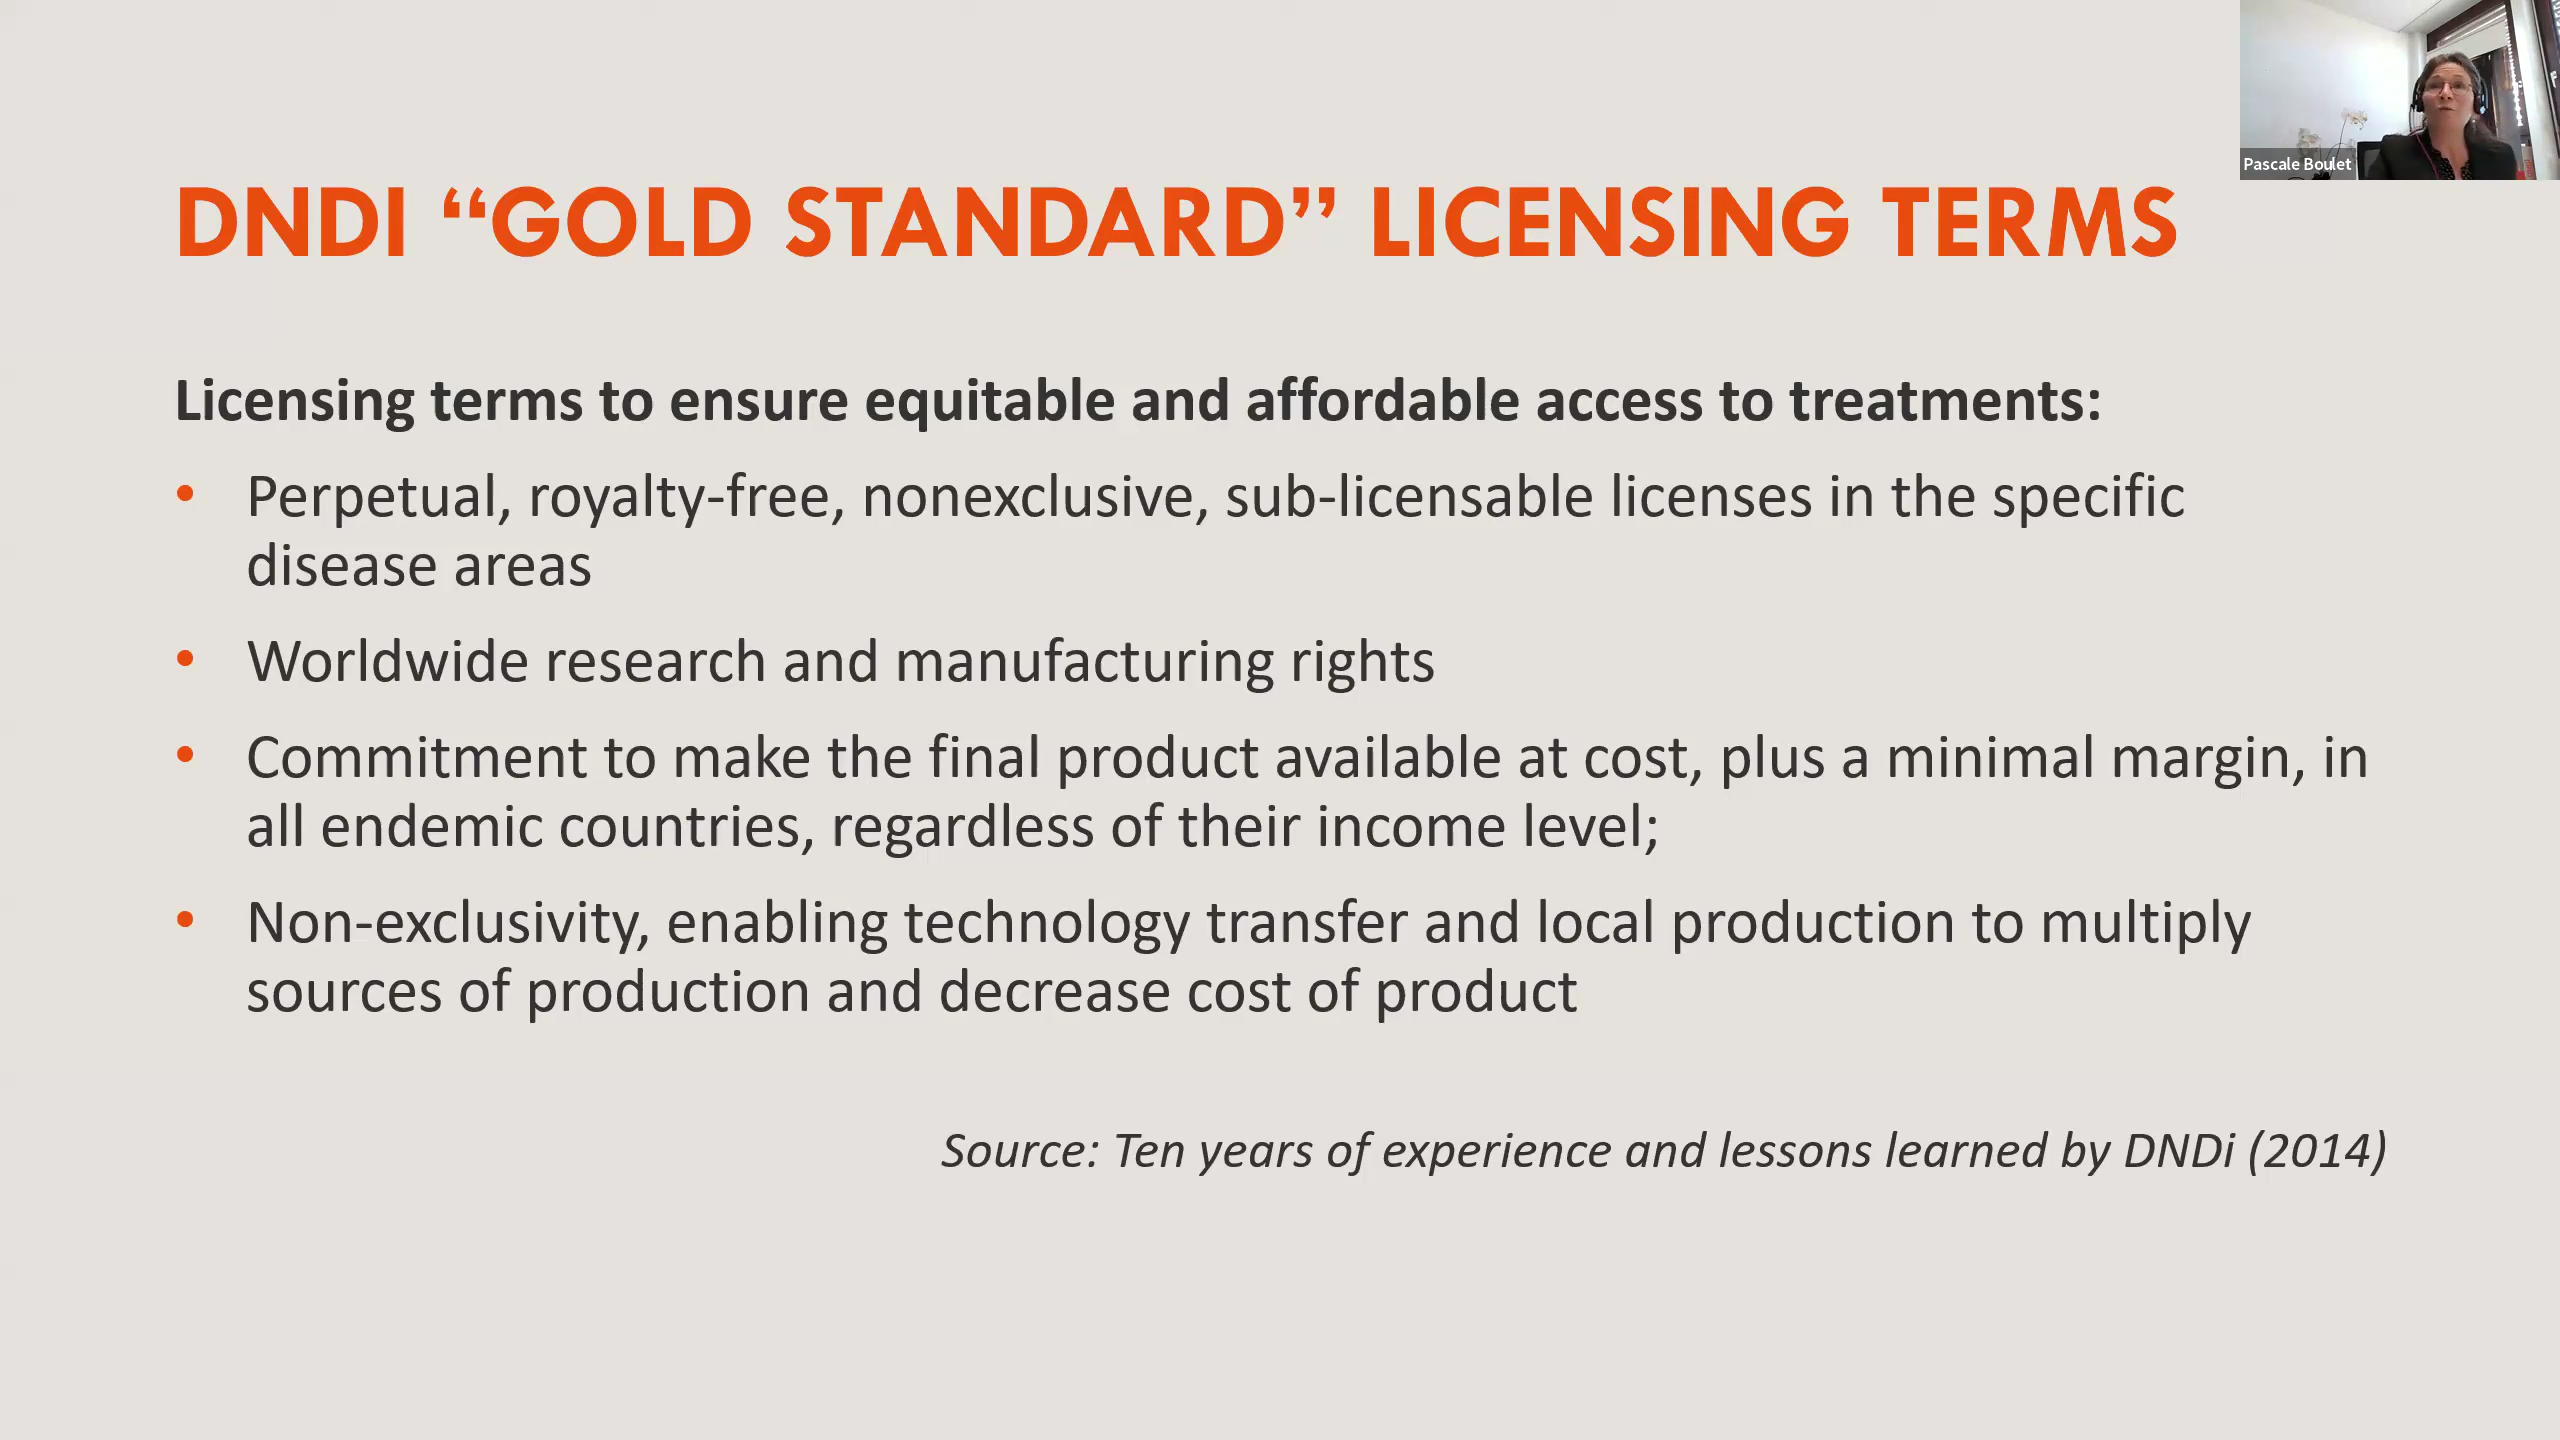 Pascale Boulet
DNDI “GOLD STANDARD” LICENSING TERMS
Licensing terms to ensure equitable and affordable access to treatments:
• Perpetual, royalty-free, nonexclusive, sub-licensable licenses in the specific
disease areas
• Worldwide research and manufacturing rights
• Commitment to make the final product available at cost, plus a minimal margin, in
all endemic countries, regardless of their income level;
• Non-exclusivity, enabling technology transfer and local production to multiply
sources of production and decrease cost of product
Source: Ten years of experience and lessons learned by DNDi (2014)